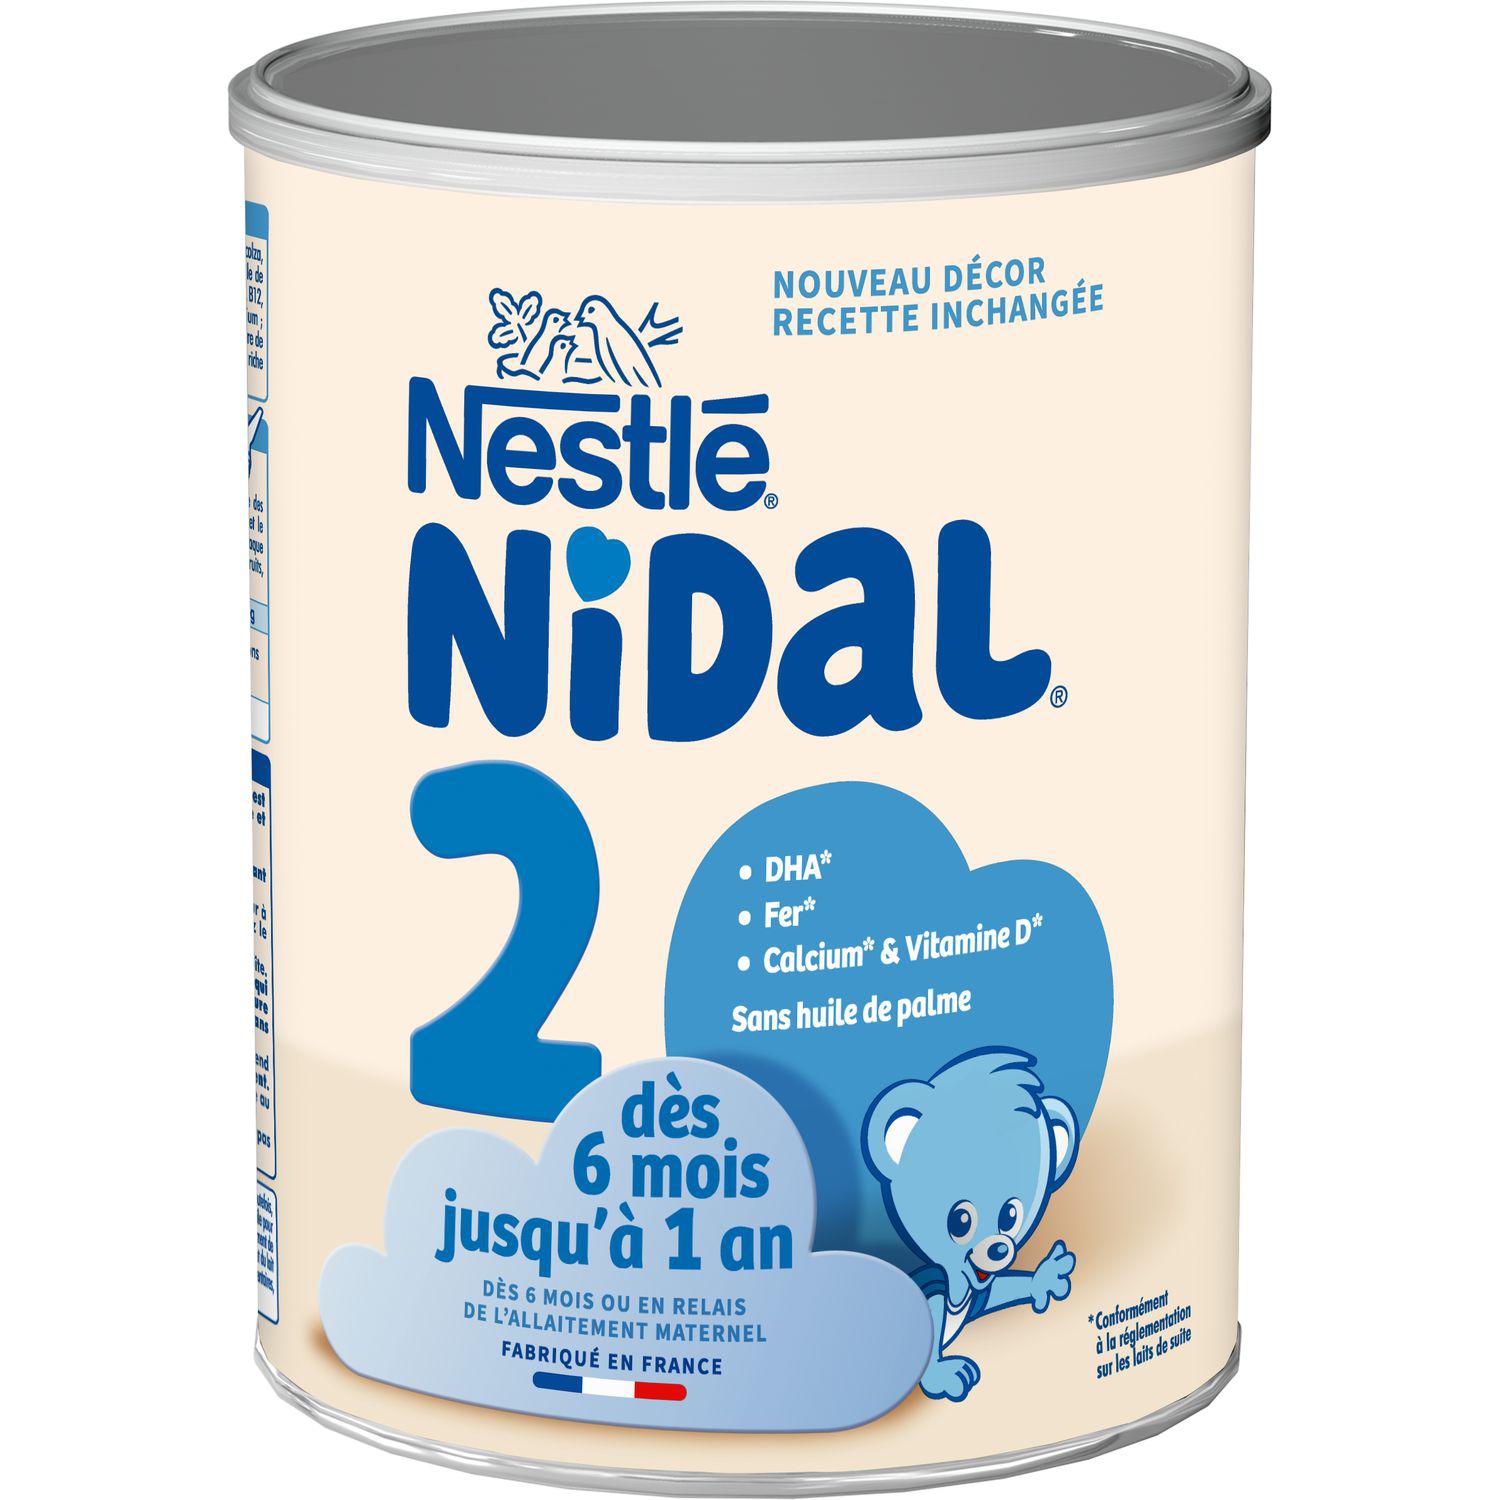 NOUVEAU DÉCOR
RECETTE INCHANGÉE
Nestlé®
NiDaL®
2
• DHA*
• Fer*
• Calcium* & Vitamine D*
Sans huile de palme
dès
6 mois
jusqu'à 1 an
DÈS 6 MOIS OU EN RELAIS
DE L'ALLAITEMENT MATERNEL
FABRIQUÉ EN FRANCE
*Conformément
à la réglementation
sur les laits de suite